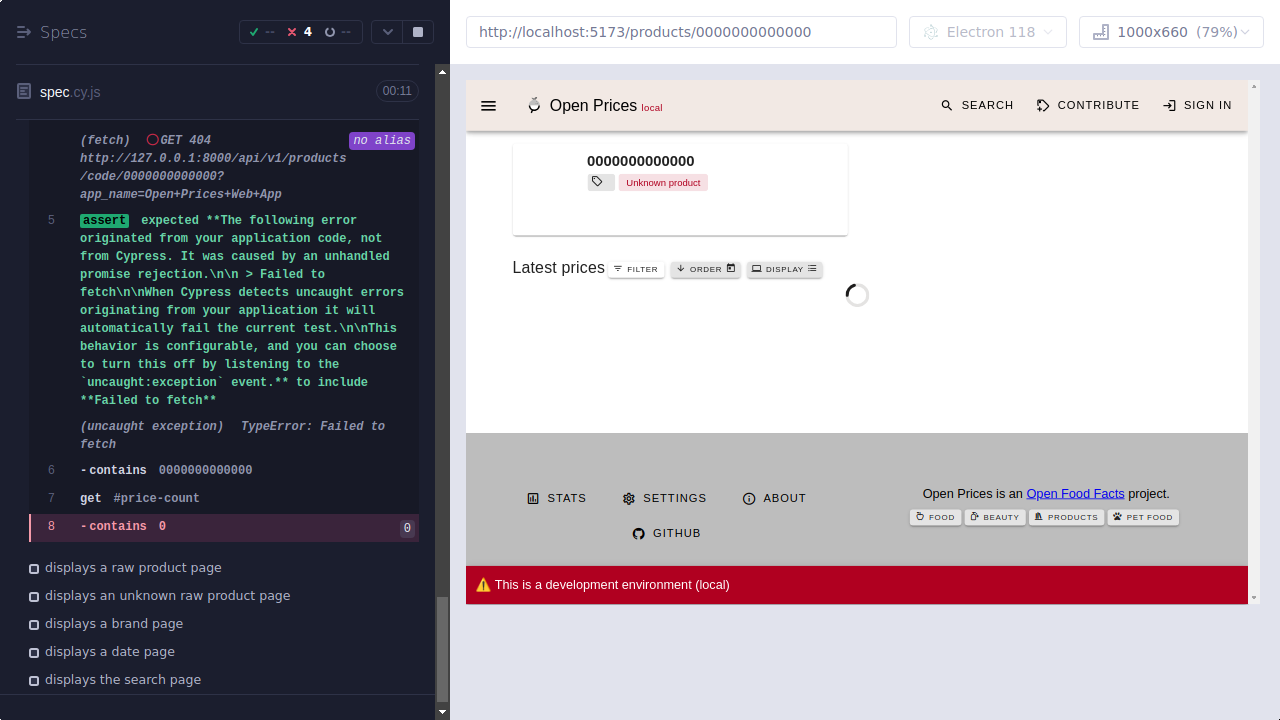 Specs
-- 4 --
spec.cy.js 00:11
(fetch) GET 404 no alias
http://127.0.0.1:8000/api/v1/products
/code/0000000000000?
app_name=Open+Prices+Web+App
5 assert expected **The following error
originated from your application code, not
from Cypress. It was caused by an unhandled
promise rejection.\n\n > Failed to
fetch\n\nWhen Cypress detects uncaught errors
originating from your application it will
automatically fail the current test.\n\nThis
behavior is configurable, and you can choose
to turn this off by listening to the
`uncaught:exception` event.** to include
**Failed to fetch**
(uncaught exception) TypeError: Failed to
fetch
6 -contains 0000000000000
7 get #price-count
8 -contains 0 0
displays a raw product page
displays an unknown raw product page
displays a brand page
displays a date page
displays the search page
http://localhost:5173/products/0000000000000
Electron 118
1000x660 (79%)
Open Prices local
SEARCH
CONTRIBUTE
SIGN IN
0000000000000
Unknown product
Latest prices FILTER ORDER DISPLAY
STATS SETTINGS ABOUT
GITHUB
Open Prices is an Open Food Facts project.
FOOD BEAUTY PRODUCTS PET FOOD
⚠️ This is a development environment (local)